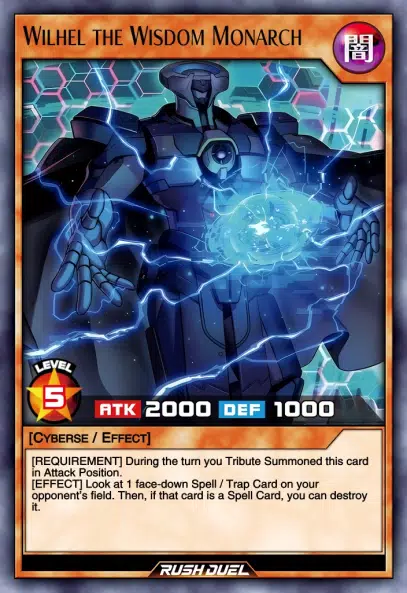 WILHEL THE WISDOM MONARCH
闇
LEVEL
5
ATK 2000 DEF 1000
[CYBERSE / EFFECT]
[REQUIREMENT] During the turn you Tribute Summoned this card
in Attack Position.
[EFFECT] Look at 1 face-down Spell / Trap Card on your
opponent's field. Then, if that card is a Spell Card, you can destroy
it.
RUSH DUEL